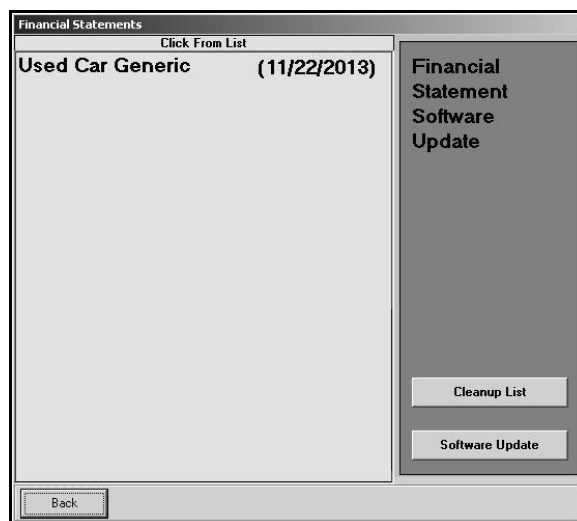 Financial Statements
Click From List
Used Car Generic (11/22/2013)
Financial
Statement
Software
Update
Cleanup List
Software Update
Back